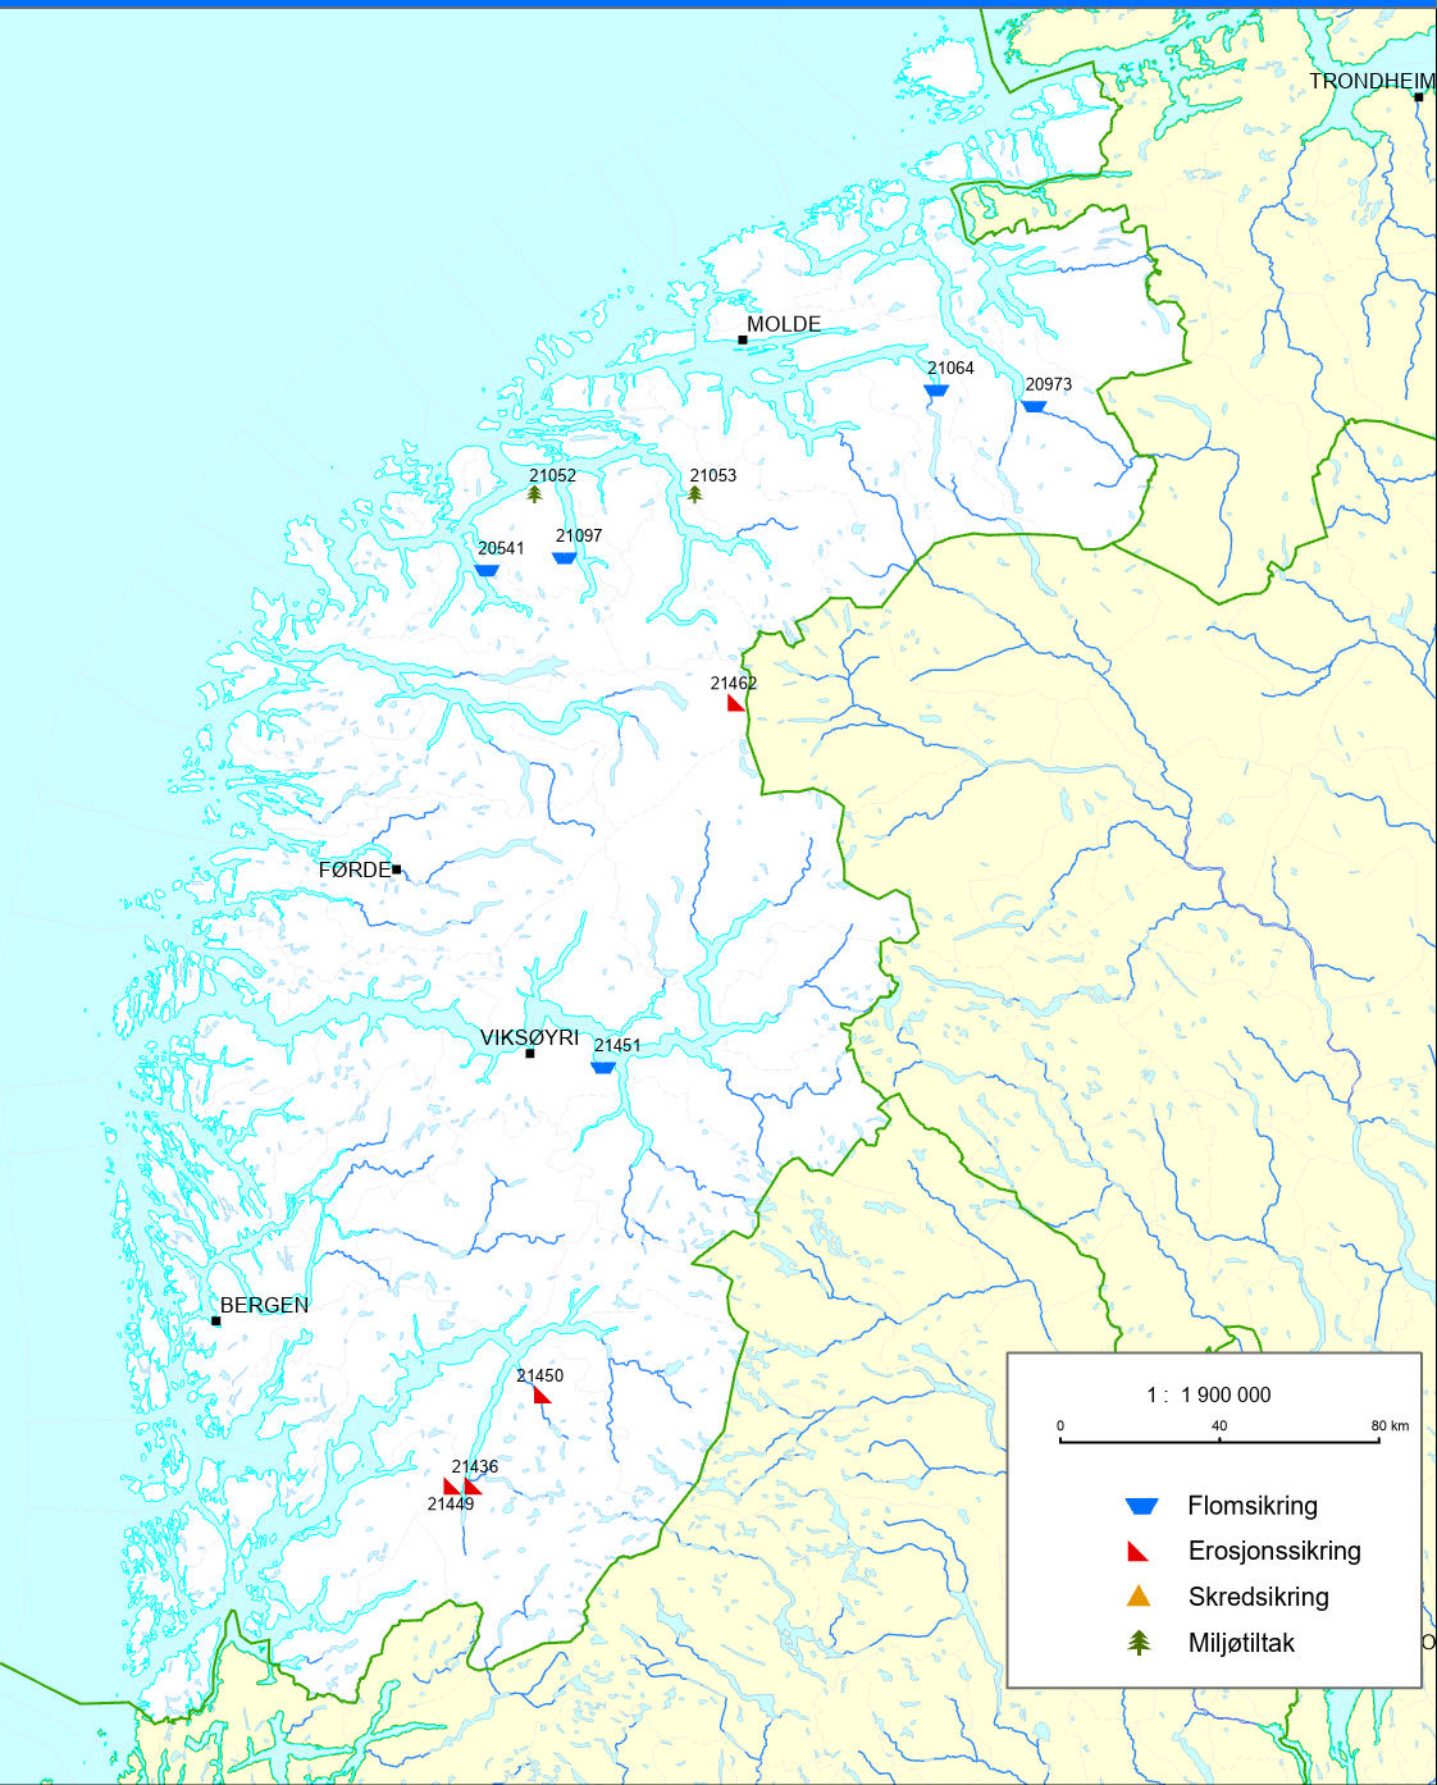 TRONDHEIM
MOLDE
21064
20973
21052
21053
21097
20541
21462
FØRDE
VIKSØYRI
21451
BERGEN
21450
21436
21449
1 : 1 900 000
0 40 80 km
Flomsikring
Erosjonssikring
Skredsikring
Miljøtiltak
O